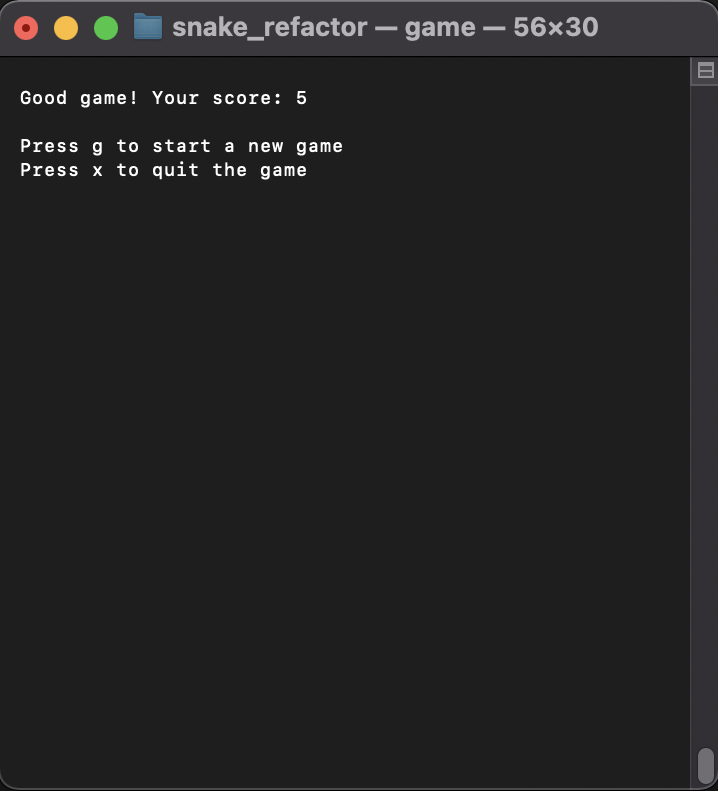 snake_refactor — game — 56×30
Good game! Your score: 5
Press g to start a new game
Press x to quit the game